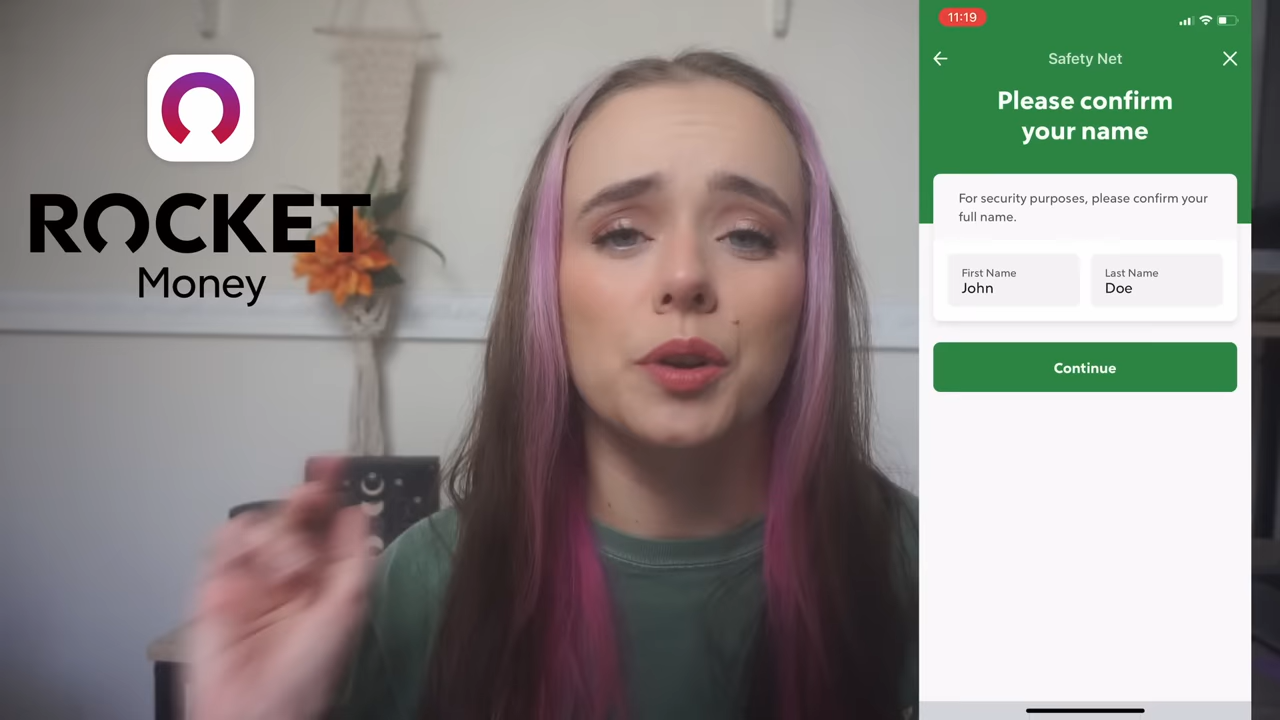 ROCKET
Money
11:19
Safety Net
Please confirm
your name
For security purposes, please confirm your
full name.
First Name
John
Last Name
Doe
Continue